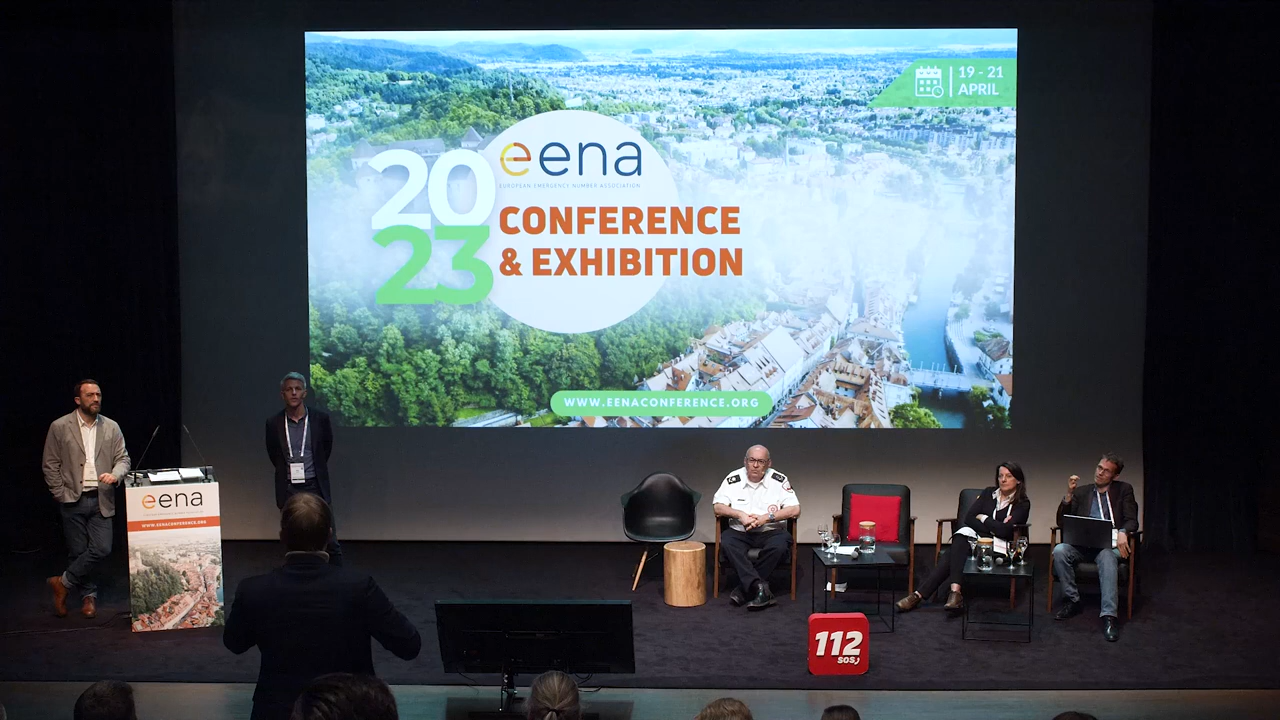 19 - 21
APRIL
20
23
eena
EUROPEAN EMERGENCY NUMBER ASSOCIATION
CONFERENCE
& EXHIBITION
WWW.EENACONFERENCE.ORG
eena
WWW.EENACONFERENCE.ORG
112
SOS